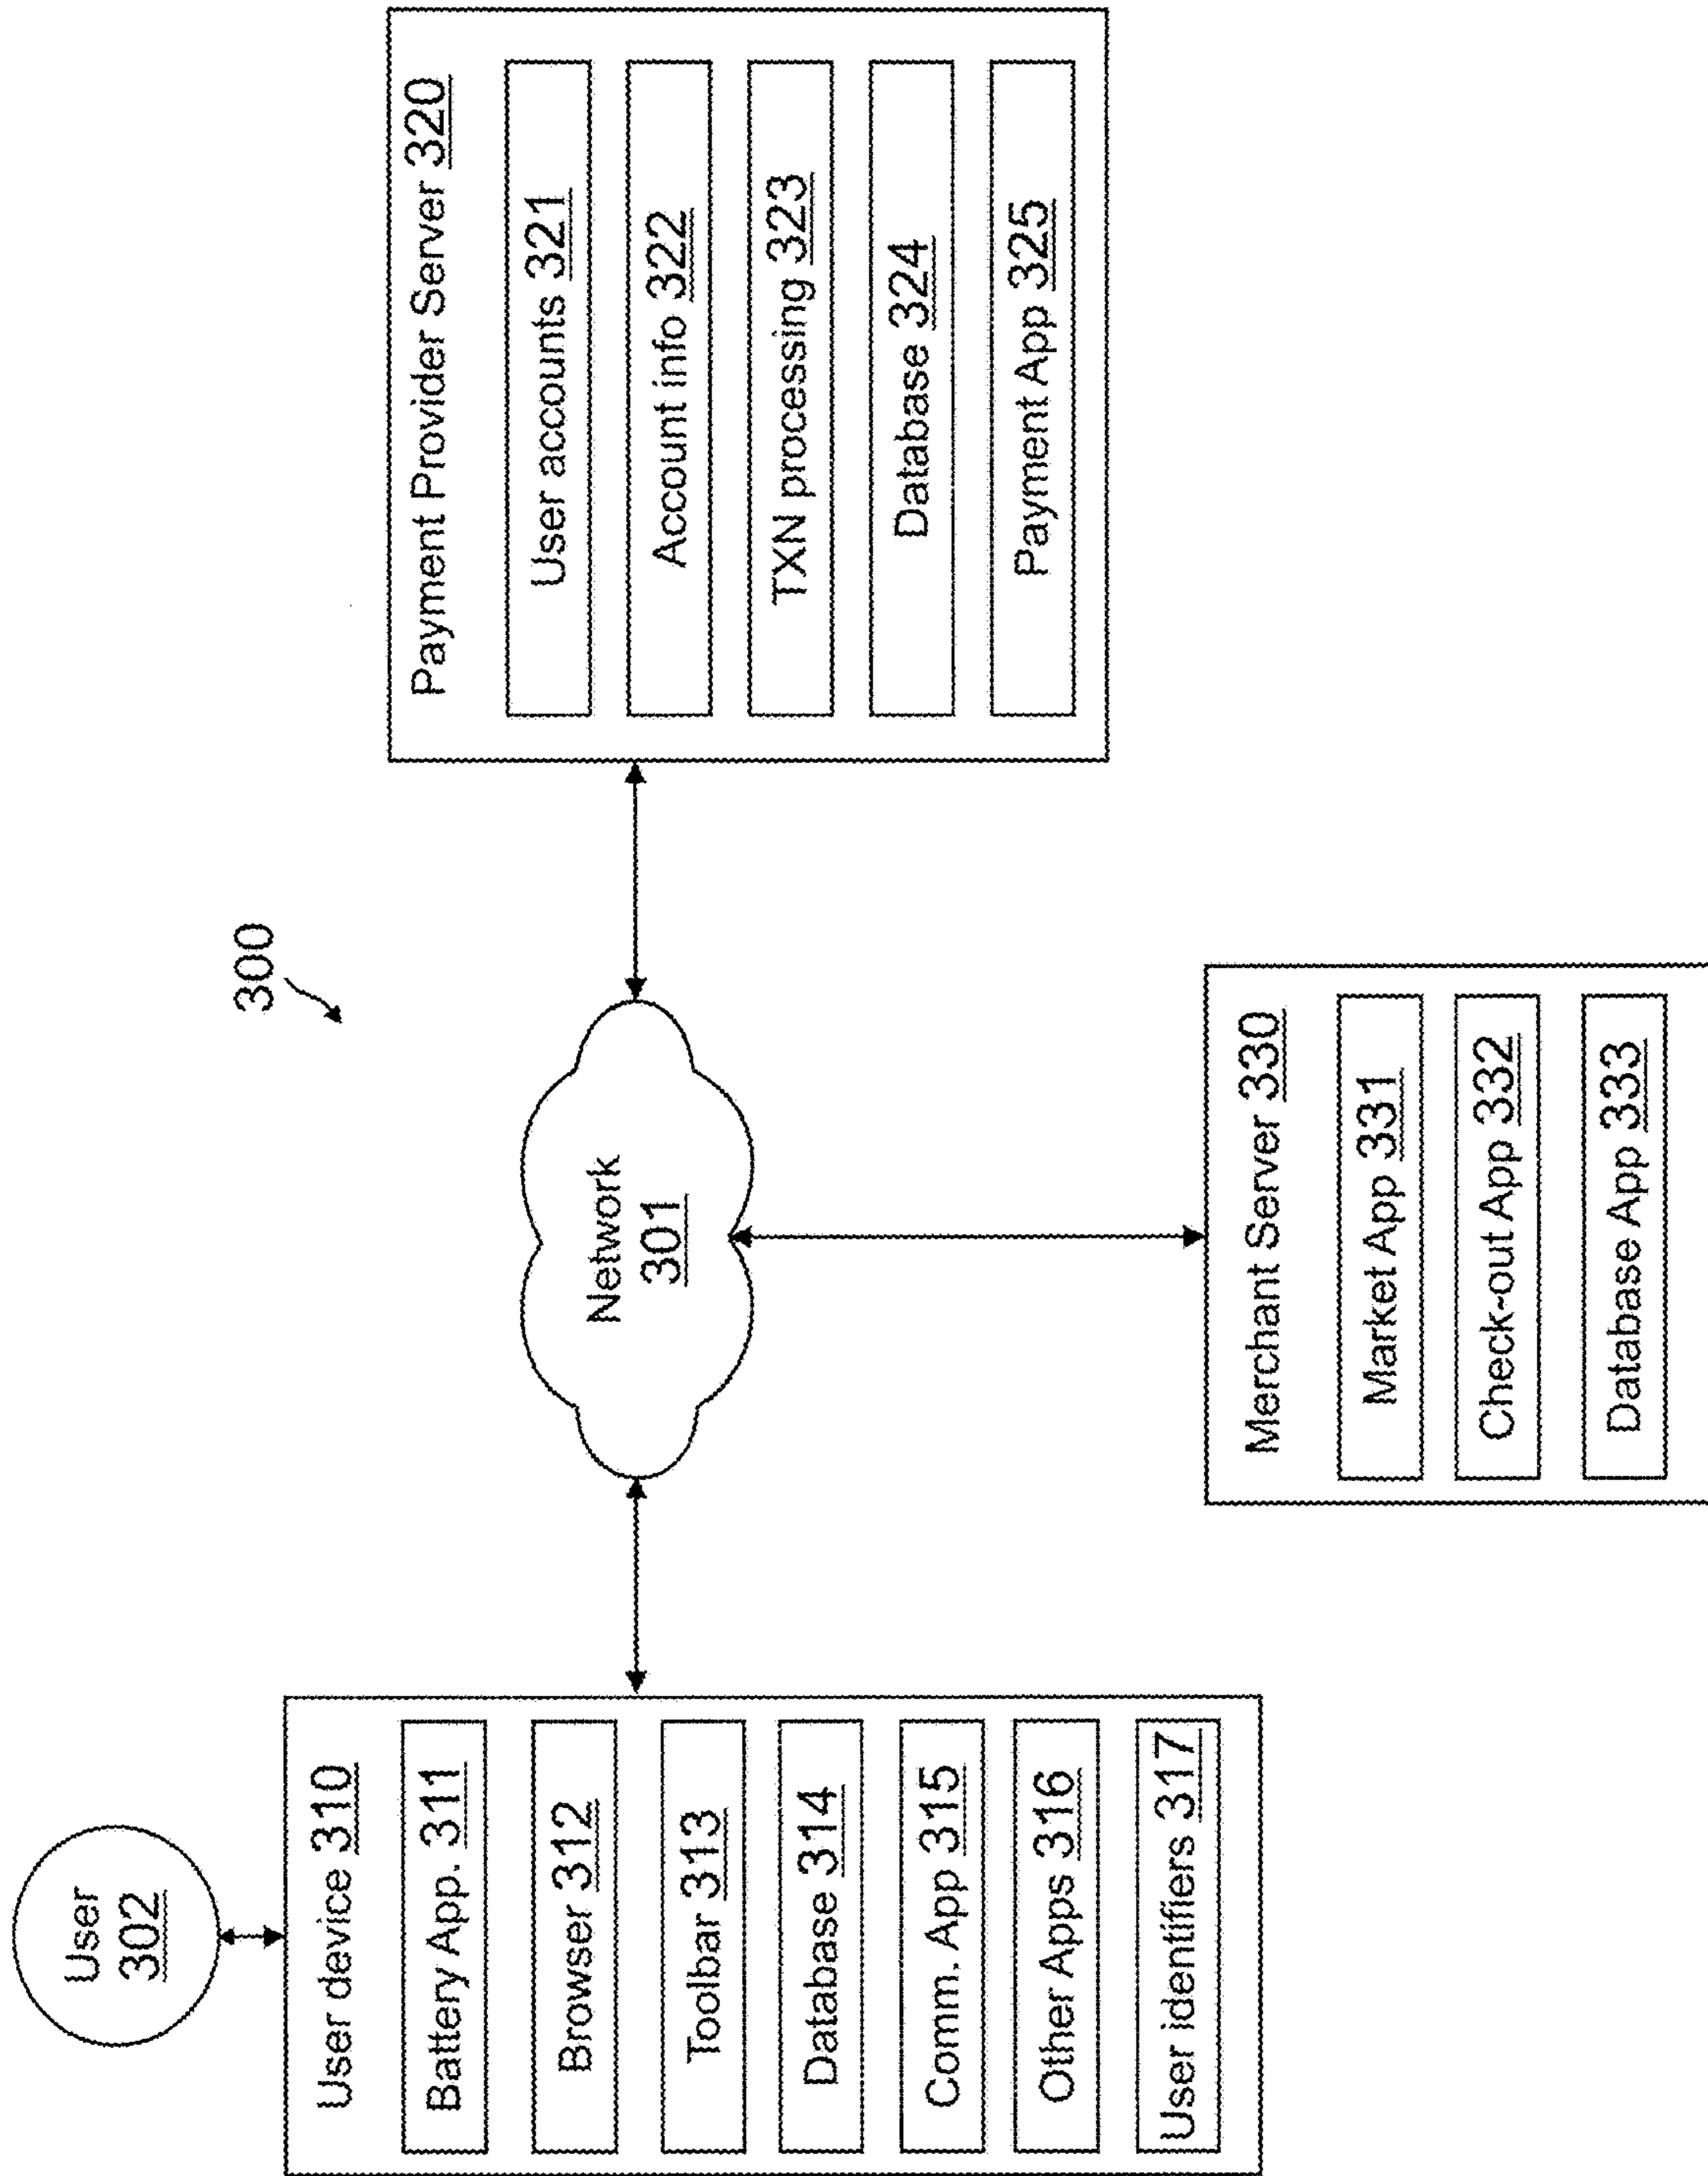 300
User
302
User device 310
Battery App. 311
Browser 312
Toolbar 313
Database 314
Comm. App 315
Other Apps 316
User identifiers 317
Network
301
Payment Provider Server 320
User accounts 321
Account info 322
TXN processing 323
Database 324
Payment App 325
Merchant Server 330
Market App 331
Check-out App 332
Database App 333